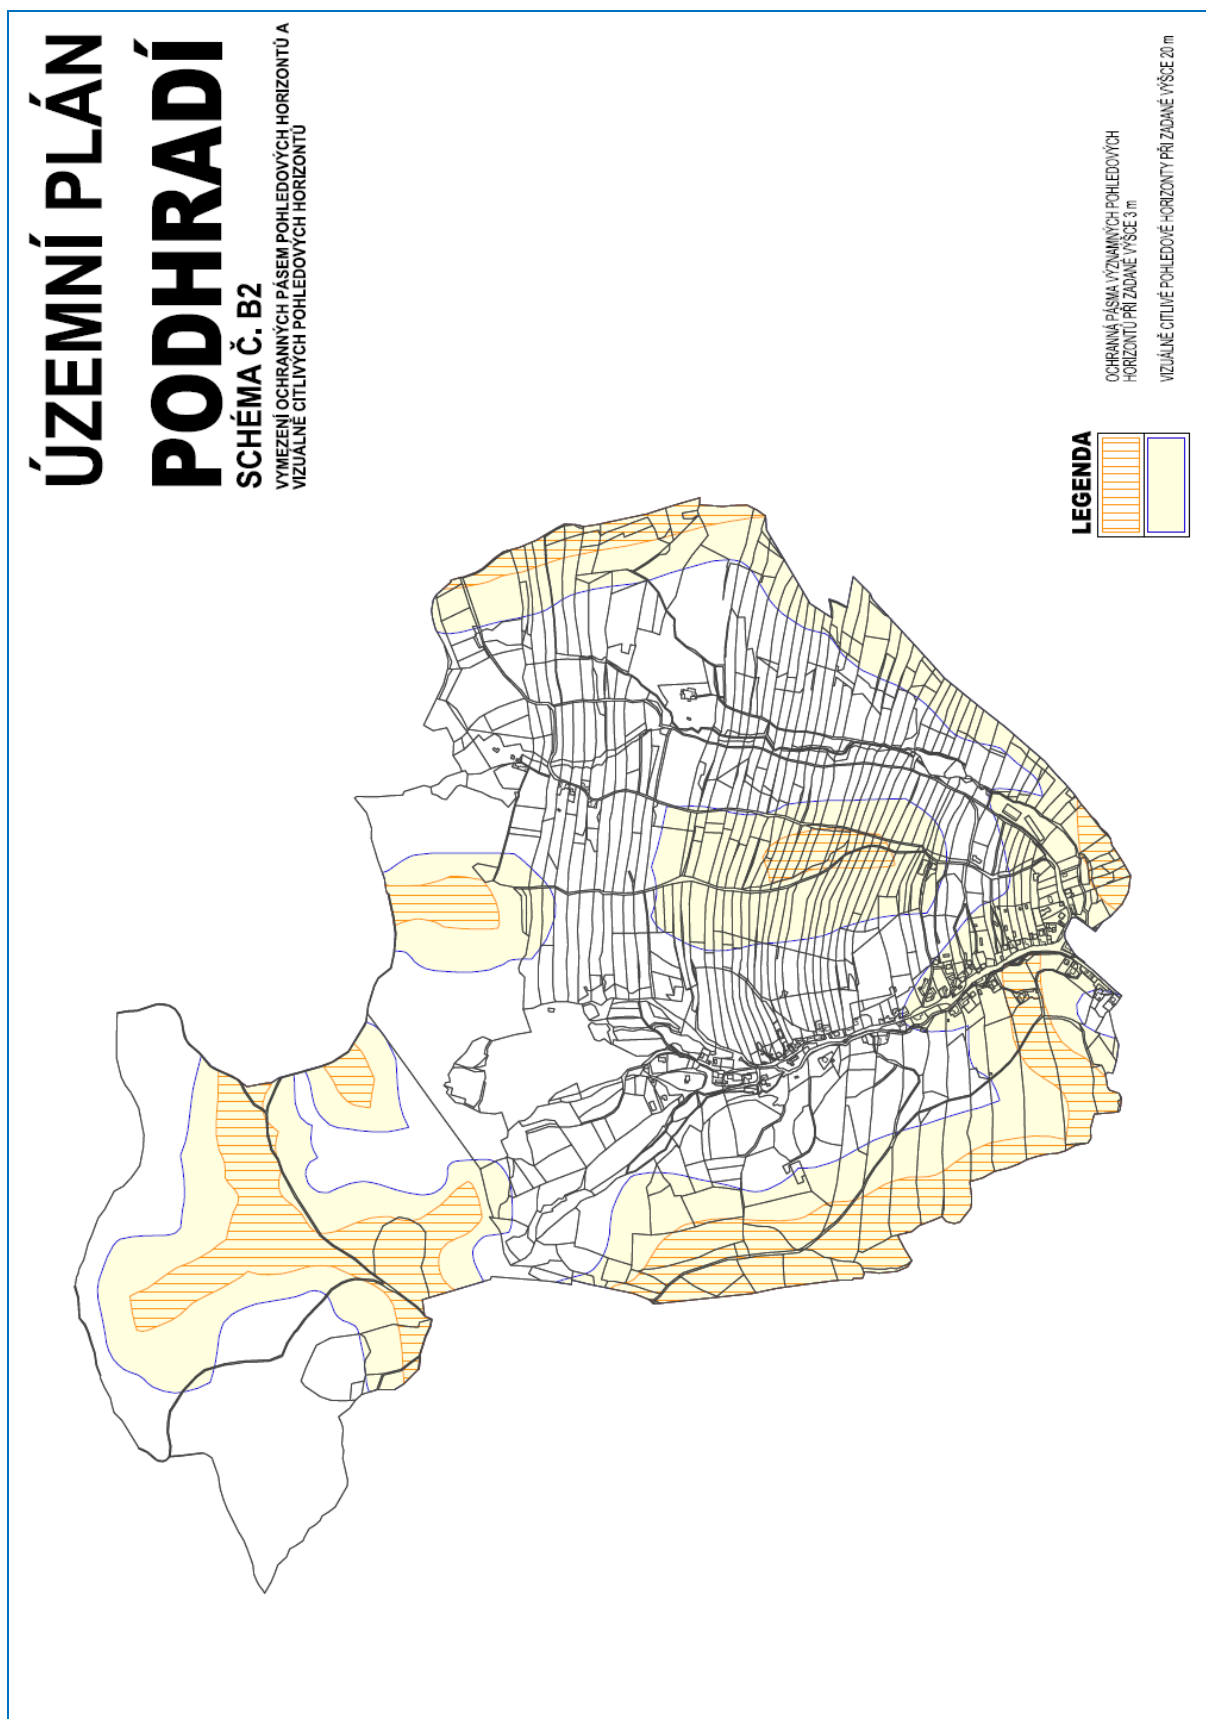 ÚZEMNÍ PLÁN
PODHRADÍ
SCHÉMA Č. B2
VYMEZENÍ OCHRANNÝCH PÁSEM POHLEDOVÝCH HORIZONTŮ A
VIZUÁLNĚ CITLIVÝCH POHLEDOVÝCH HORIZONTŮ
LEGENDA
OCHRANNÁ PÁSMA VÝZNAMNÝCH POHLEDOVÝCH
HORIZONTŮ PŘI ZADANÉ VÝŠCE 3 m
VIZUÁLNĚ CITLIVÉ POHLEDOVÉ HORIZONTY PŘI ZADANÉ VÝŠCE 20 m